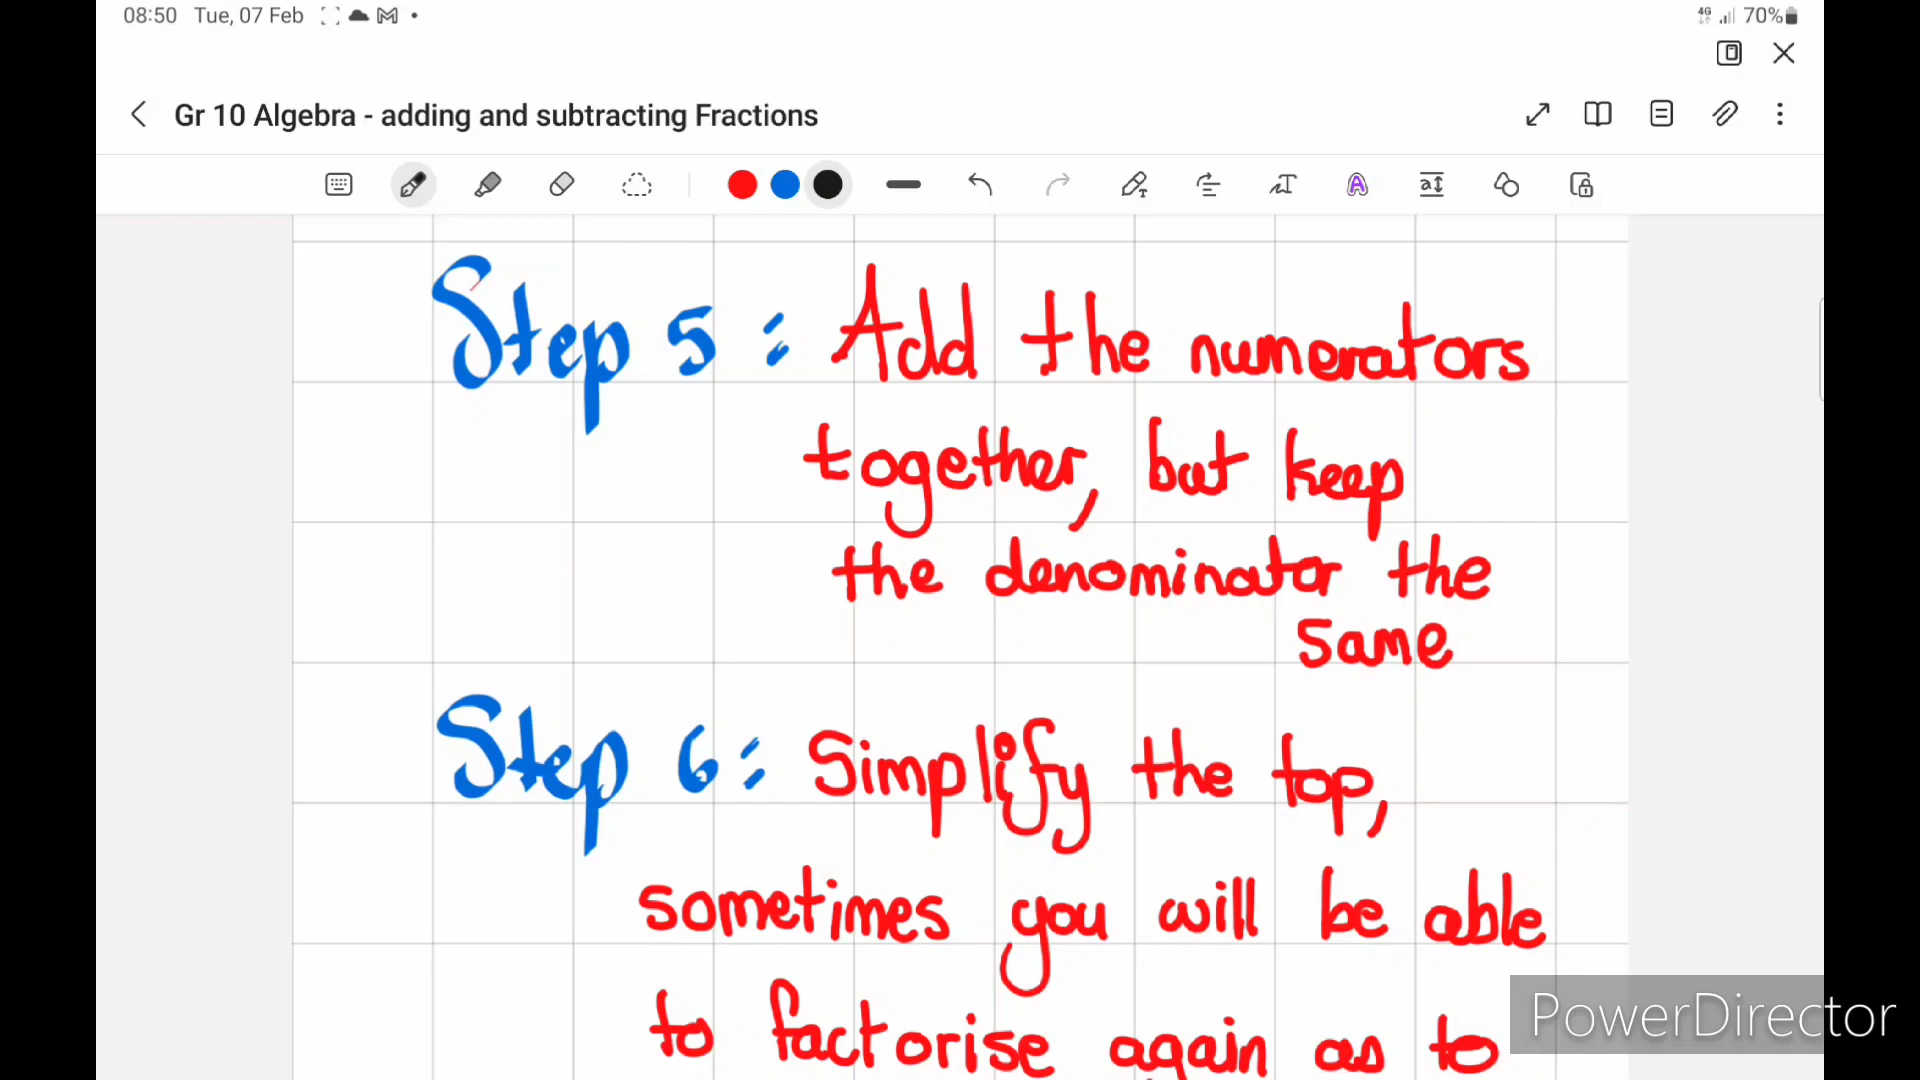 08:50 Tue, 07 Feb
4G 70%
Gr 10 Algebra - adding and subtracting Fractions
Step 5 : Add the numerators
together, but keep
the denominator the
same
Step 6 : Simplify the top,
sometimes you will be able
to factorise again as to
PowerDirector